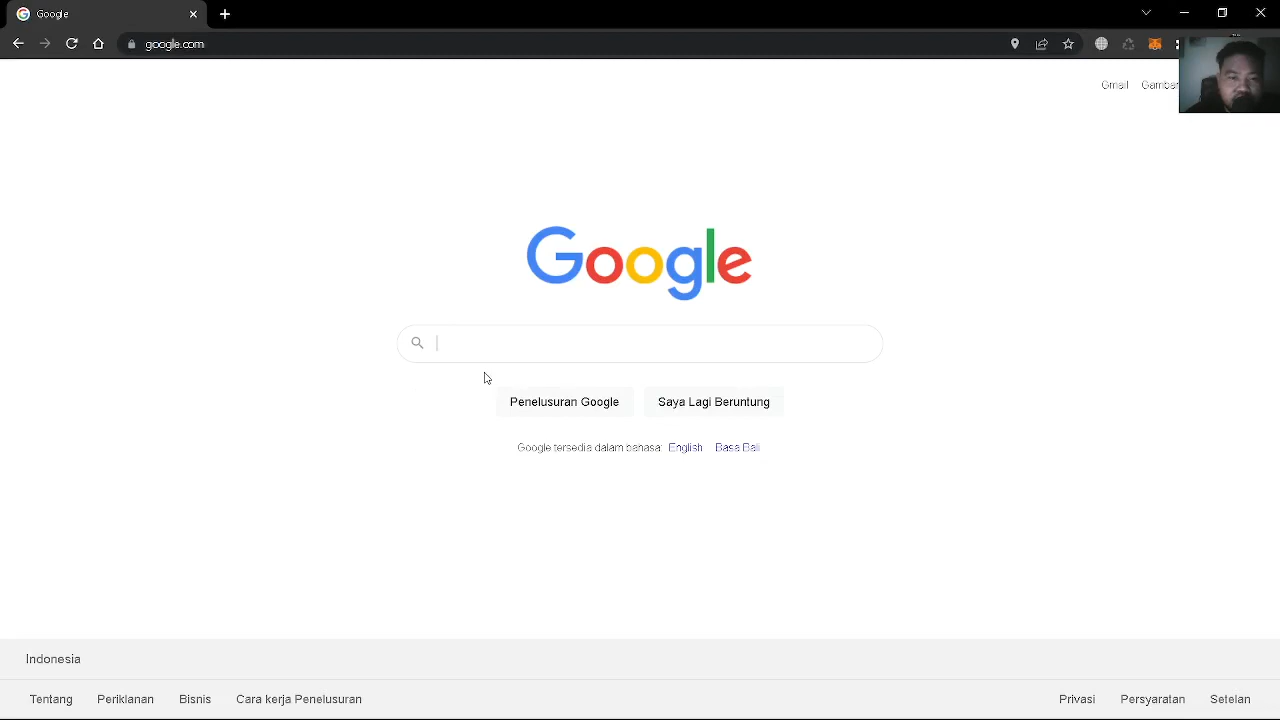 Google
google.com
Gmail Gambar
Google
Penelusuran Google Saya Lagi Beruntung
Google tersedia dalam bahasa: English Basa Bali
Indonesia
Tentang Periklanan Bisnis Cara kerja Penelusuran Privasi Persyaratan Setelan